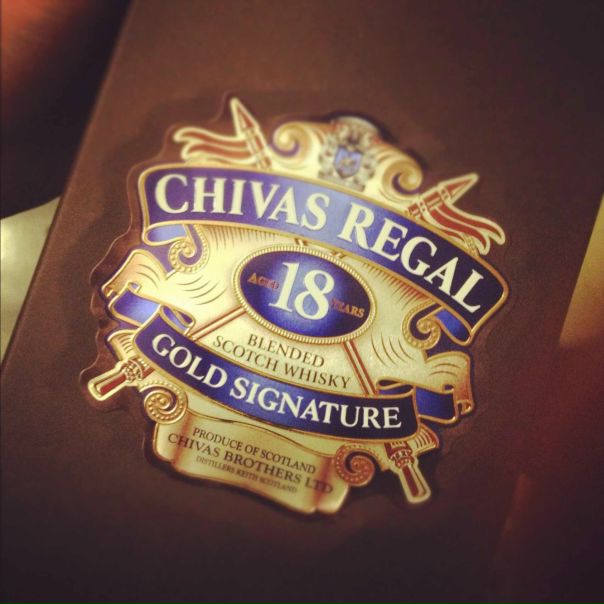 CHIVAS REGAL
AGED 18 YEARS
BLENDED
SCOTCH WHISKY
GOLD SIGNATURE
PRODUCE OF SCOTLAND
CHIVAS BROTHERS LTD
DISTILLERS KEITH SCOTLAND